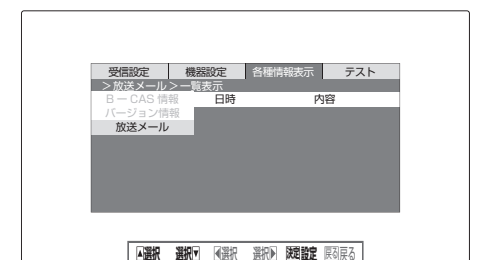 受信設定 機器設定 各種情報表示 テスト
＞放送メール＞一覧表示
B－CAS 情報 日時 内容
バージョン情報
放送メール
▲選択 選択▼ ◀選択 選択▶ 決定設定 戻る戻る